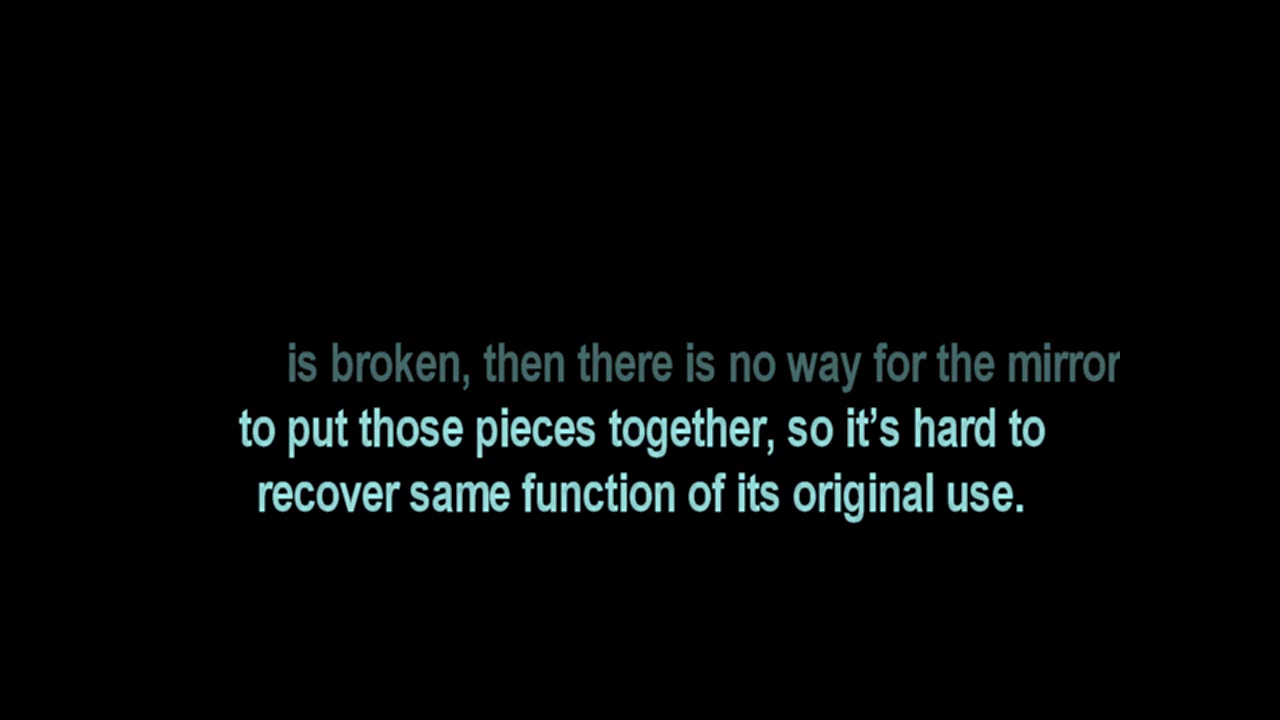 is broken, then there is no way for the mirror
to put those pieces together, so it’s hard to
recover same function of its original use.